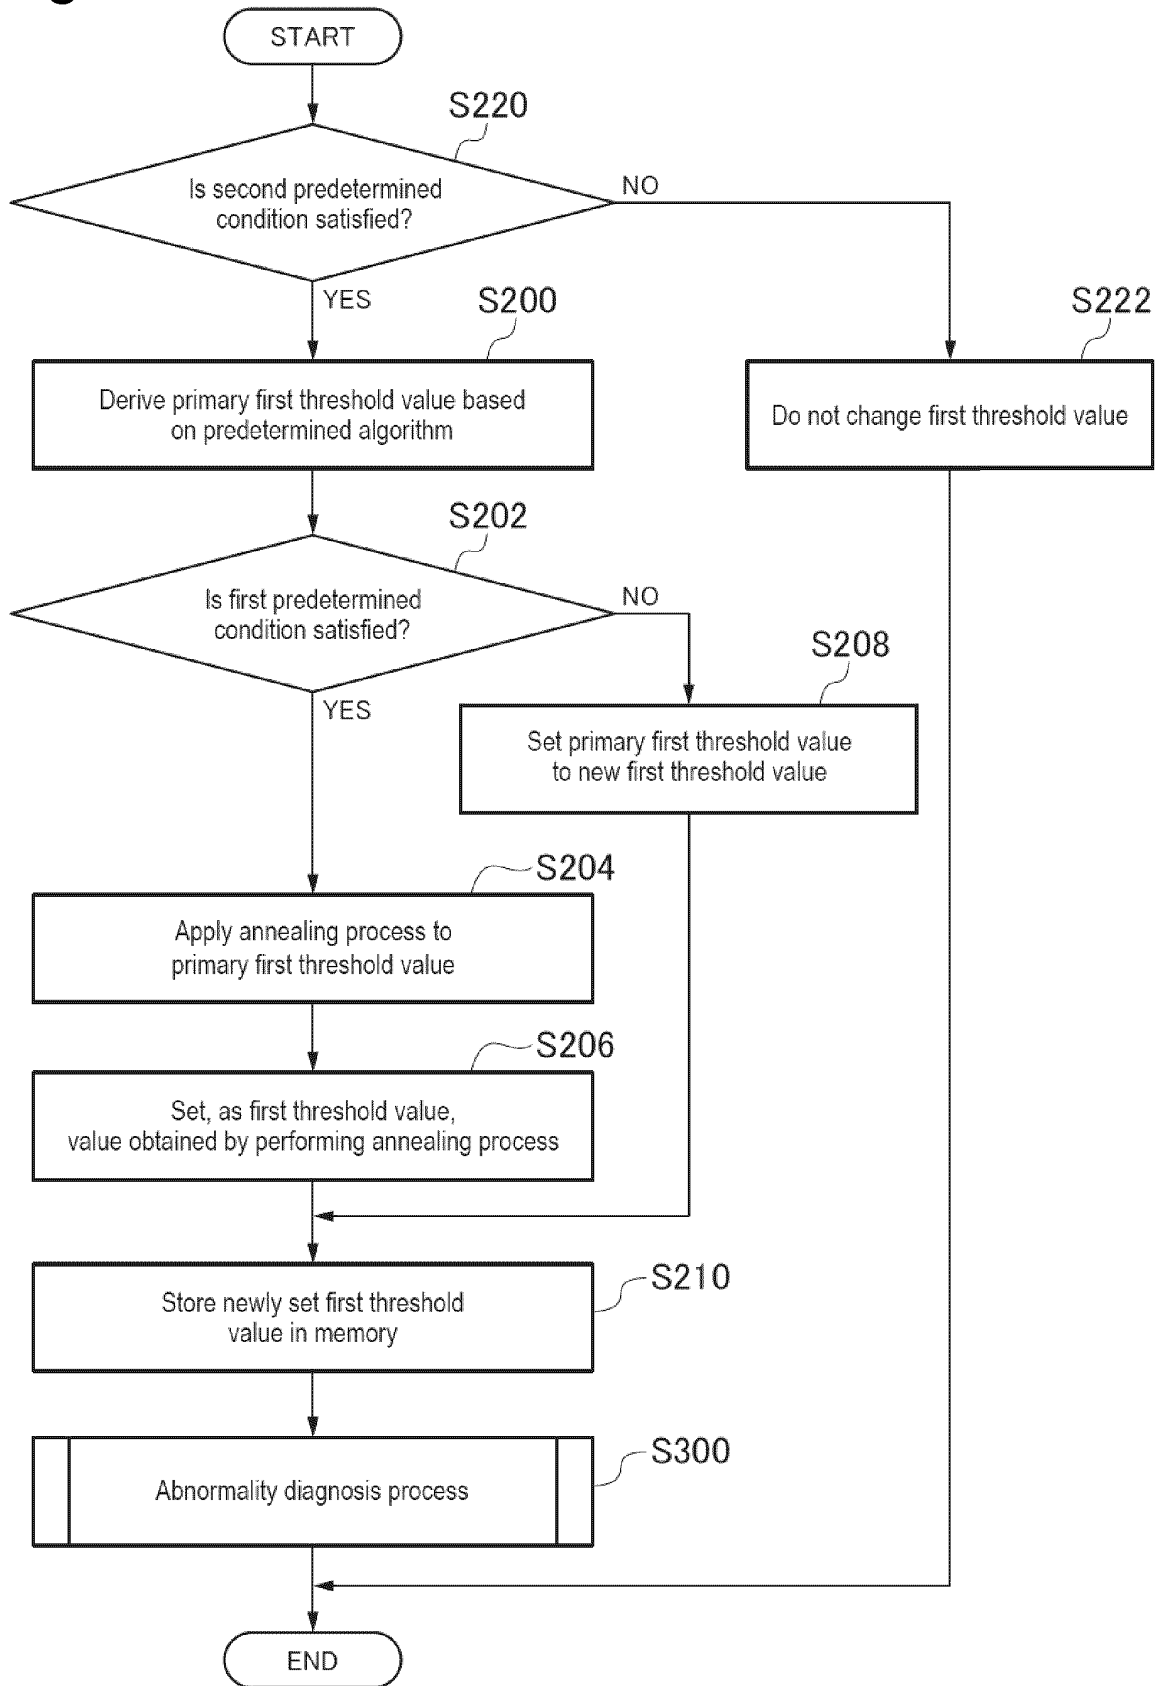 START
S220
Is second predetermined
condition satisfied?
NO
YES
S200
S222
Derive primary first threshold value based
on predetermined algorithm
Do not change first threshold value
S202
Is first predetermined
condition satisfied?
NO
YES
S208
Set primary first threshold value
to new first threshold value
S204
Apply annealing process to
primary first threshold value
S206
Set, as first threshold value,
value obtained by performing annealing process
S210
Store newly set first threshold
value in memory
S300
Abnormality diagnosis process
END